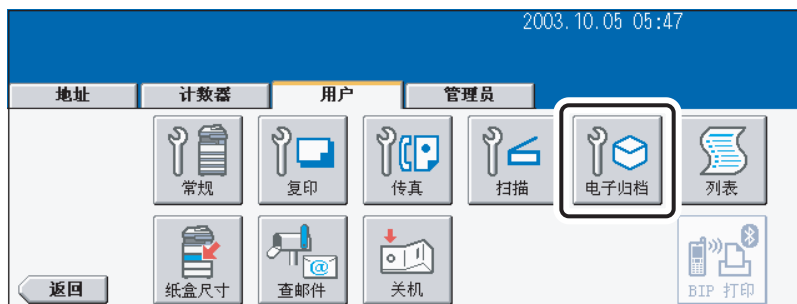 2003.10.05 05:47
地址 计数器 用户 管理员
常规 复印 传真 扫描 电子归档 列表
纸盒尺寸 查邮件 关机 BIP 打印
返回